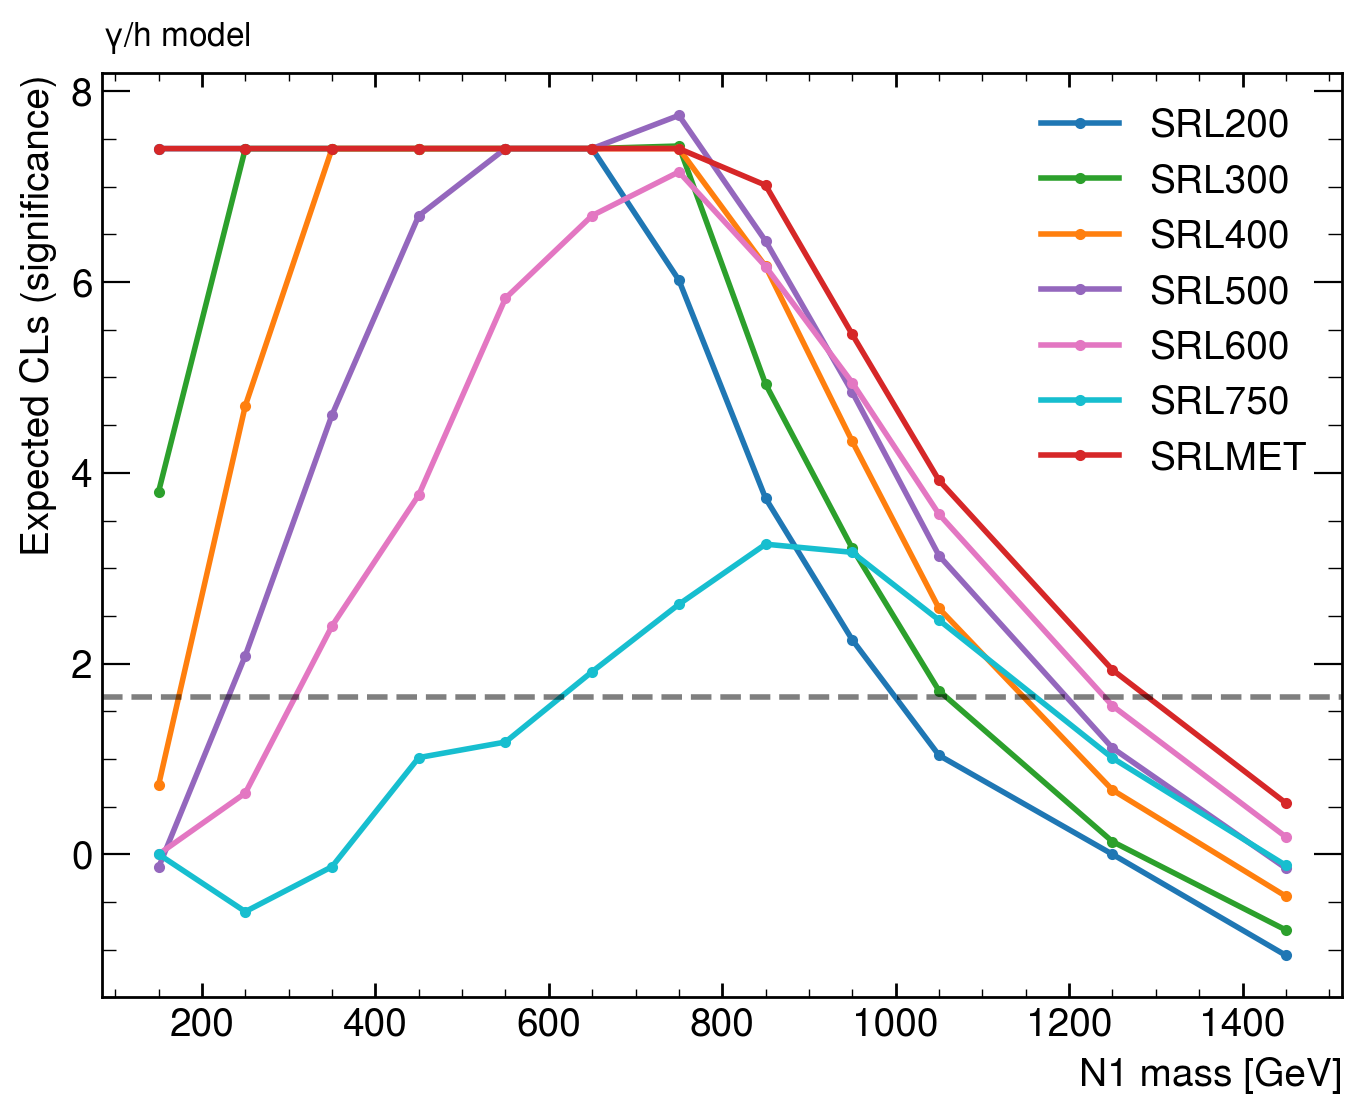 γ/h model
Expected CLs (significance)
8
6
4
2
0
SRL200
SRL300
SRL400
SRL500
SRL600
SRL750
SRLMET
200 400 600 800 1000 1200 1400
N1 mass [GeV]